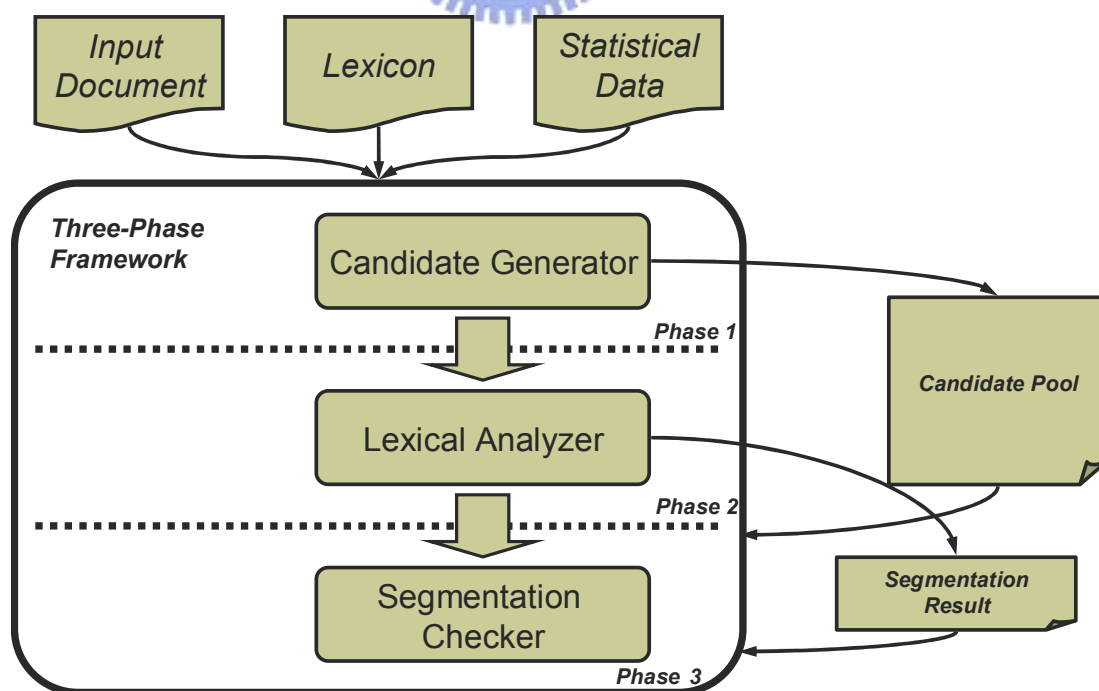 Input
Document
Lexicon
Statistical
Data
Three-Phase
Framework
Candidate Generator
Phase 1
Candidate Pool
Lexical Analyzer
Phase 2
Segmentation
Result
Segmentation
Checker
Phase 3